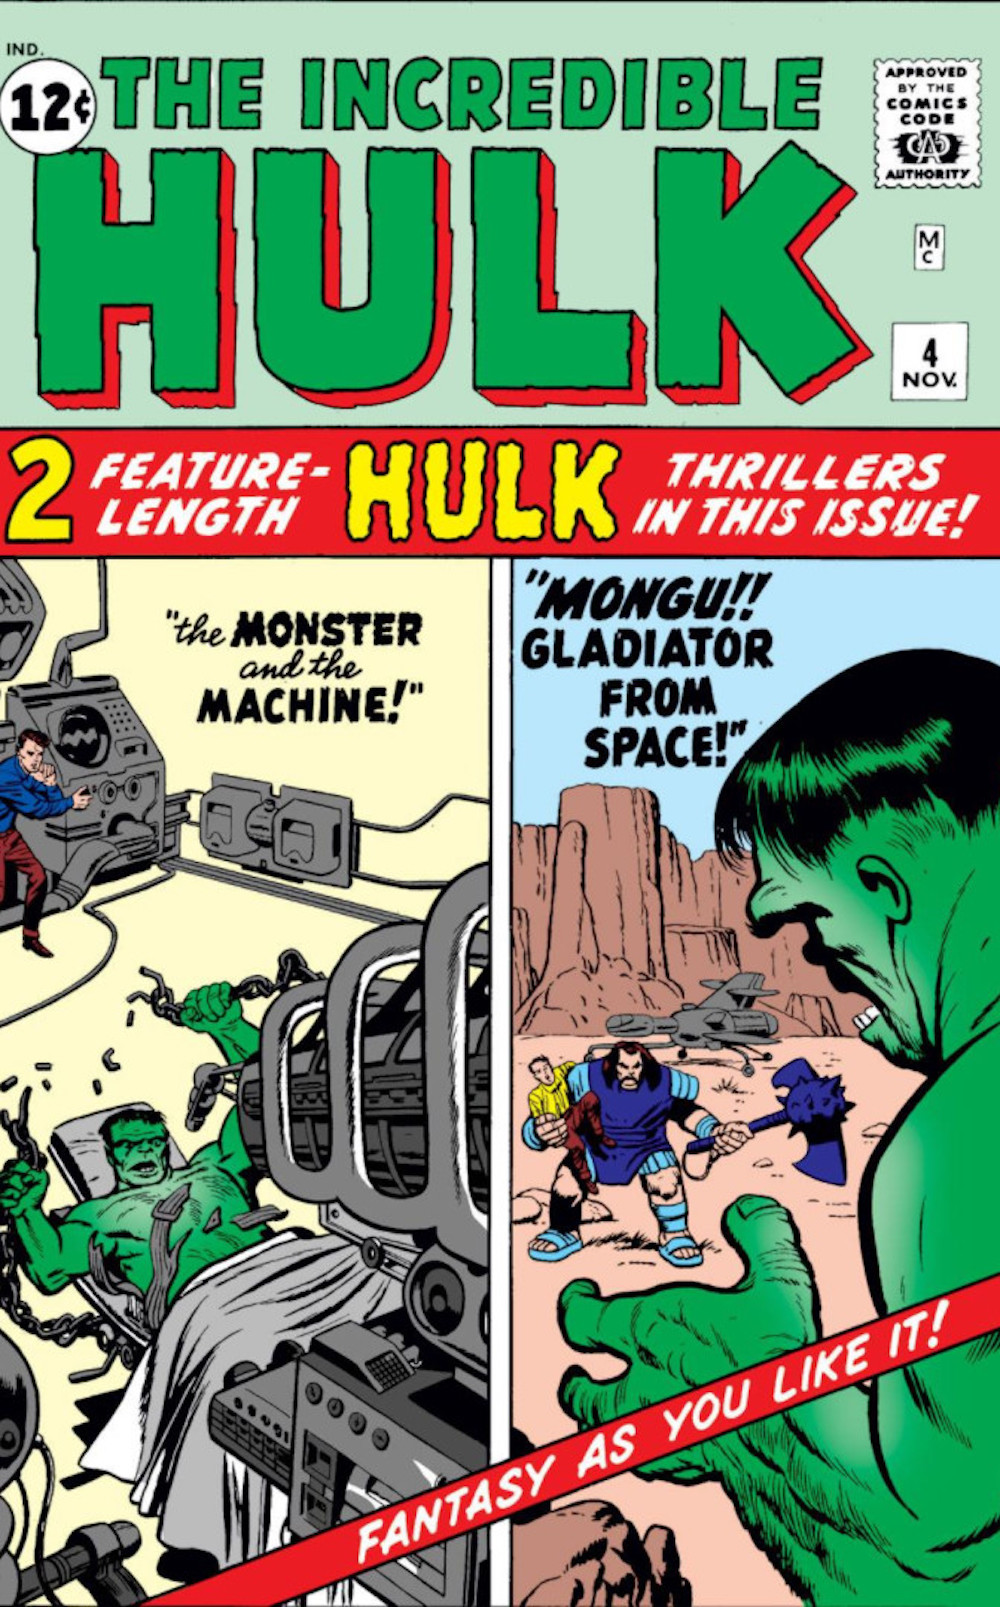 IND.
12¢
THE INCREDIBLE
HULK
APPROVED
BY THE
COMICS
CODE
CA
AUTHORITY
M
C
4
NOV.
2 FEATURE-
LENGTH
HULK
THRILLERS
IN THIS ISSUE!
"the MONSTER
and the
MACHINE!"
"MONGU!!
GLADIATOR
FROM
SPACE!"
FANTASY AS YOU LIKE IT!